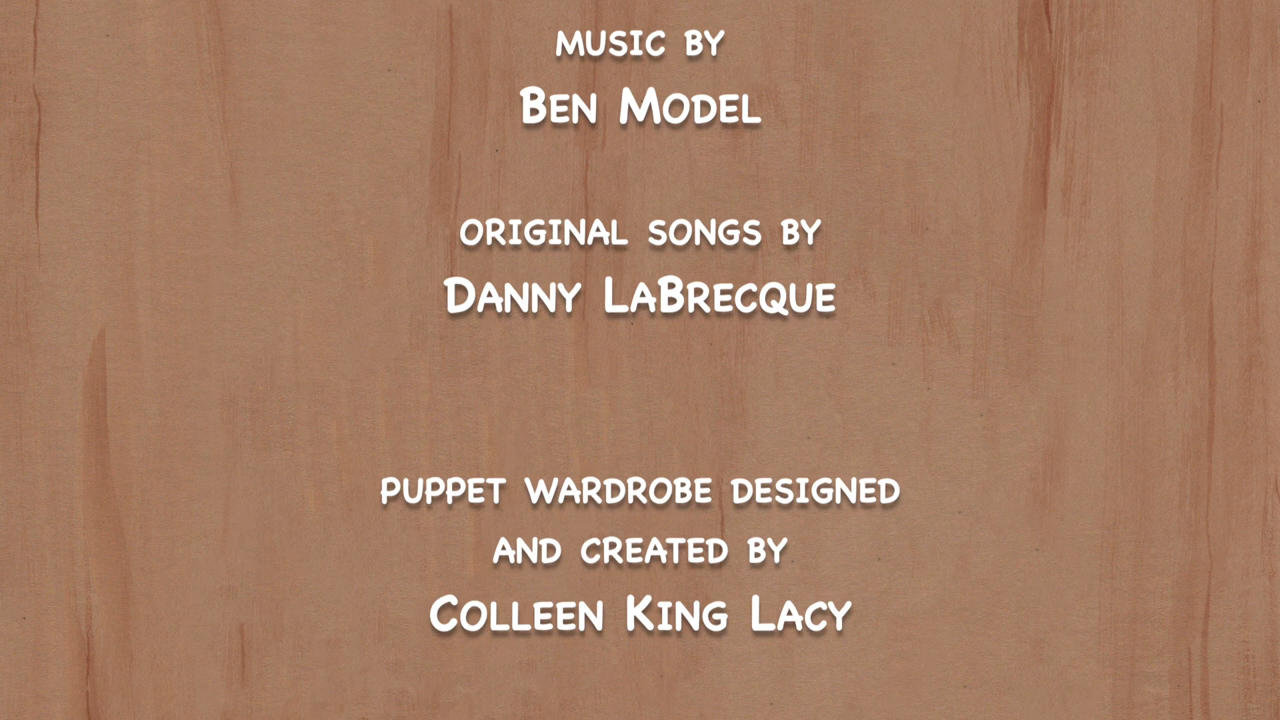 MUSIC BY
BEN MODEL
ORIGINAL SONGS BY
DANNY LABRECQUE
PUPPET WARDROBE DESIGNED
AND CREATED BY
COLLEEN KING LACY